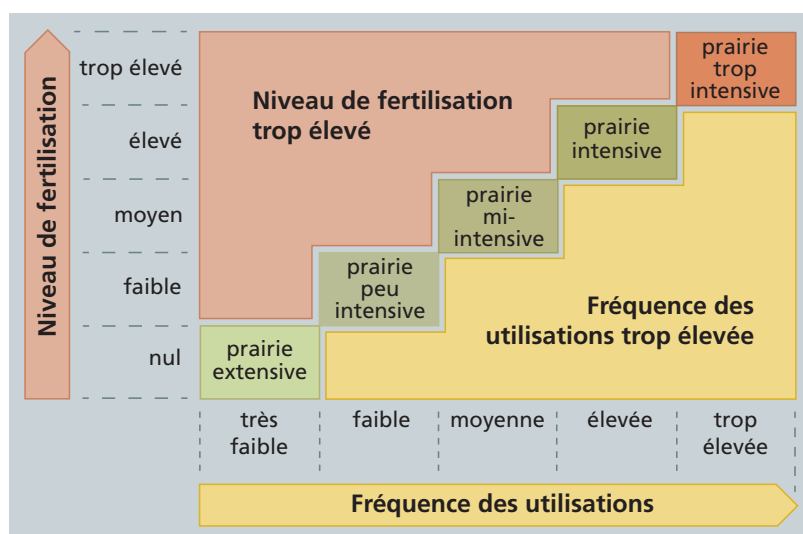 Niveau de fertilisation
trop élevé
élevé
moyen
faible
nul
Niveau de fertilisation
trop élevé
prairie
trop
intensive
prairie
intensive
prairie
mi-
intensive
prairie
peu
intensive
prairie
extensive
Fréquence des
utilisations trop élevée
très
faible
faible
moyenne
élevée
trop
élevée
Fréquence des utilisations